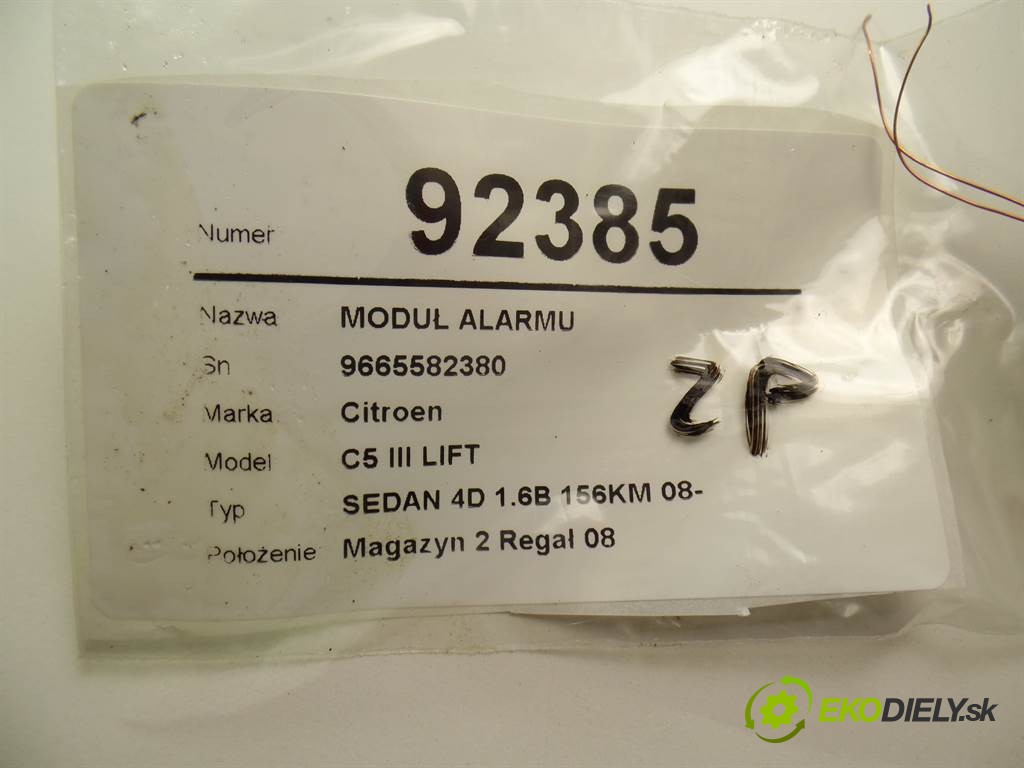 Numer 92385
Nazwa MODUŁ ALARMU
Sn 9665582380
Marka Citroen
Model C5 III LIFT
Typ SEDAN 4D 1.6B 156KM 08-
Położenie Magazyn 2 Regał 08
ZP
EKODIELY.sk